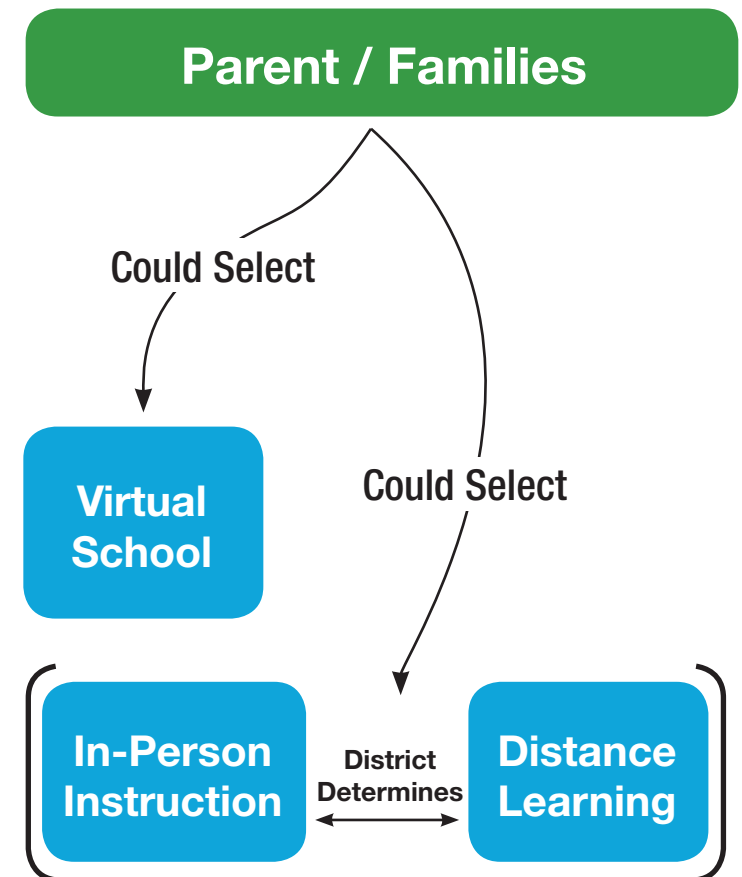 Parent / Families
Could Select
Virtual
School
Could Select
In-Person
Instruction
District
Determines
Distance
Learning